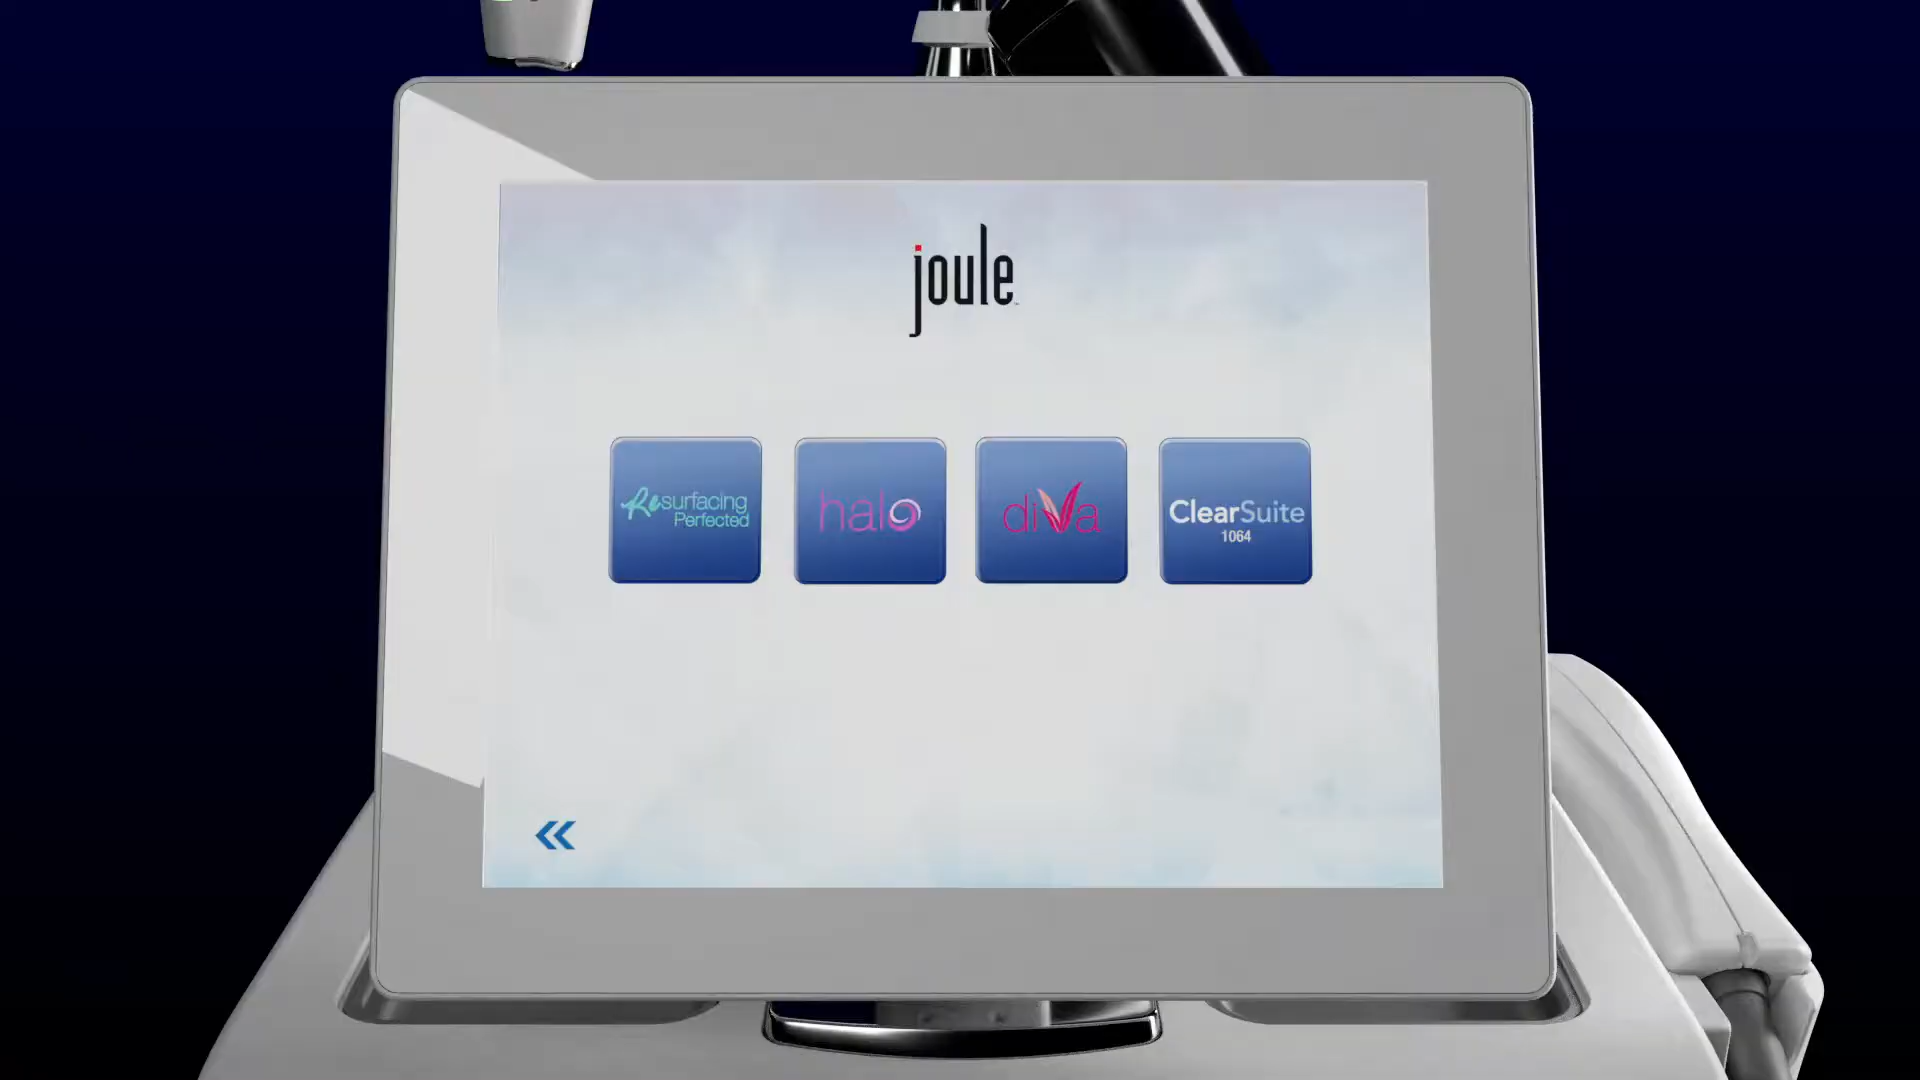 joule
Resurfacing
Perfected
halo
diVa
ClearSuite
1064